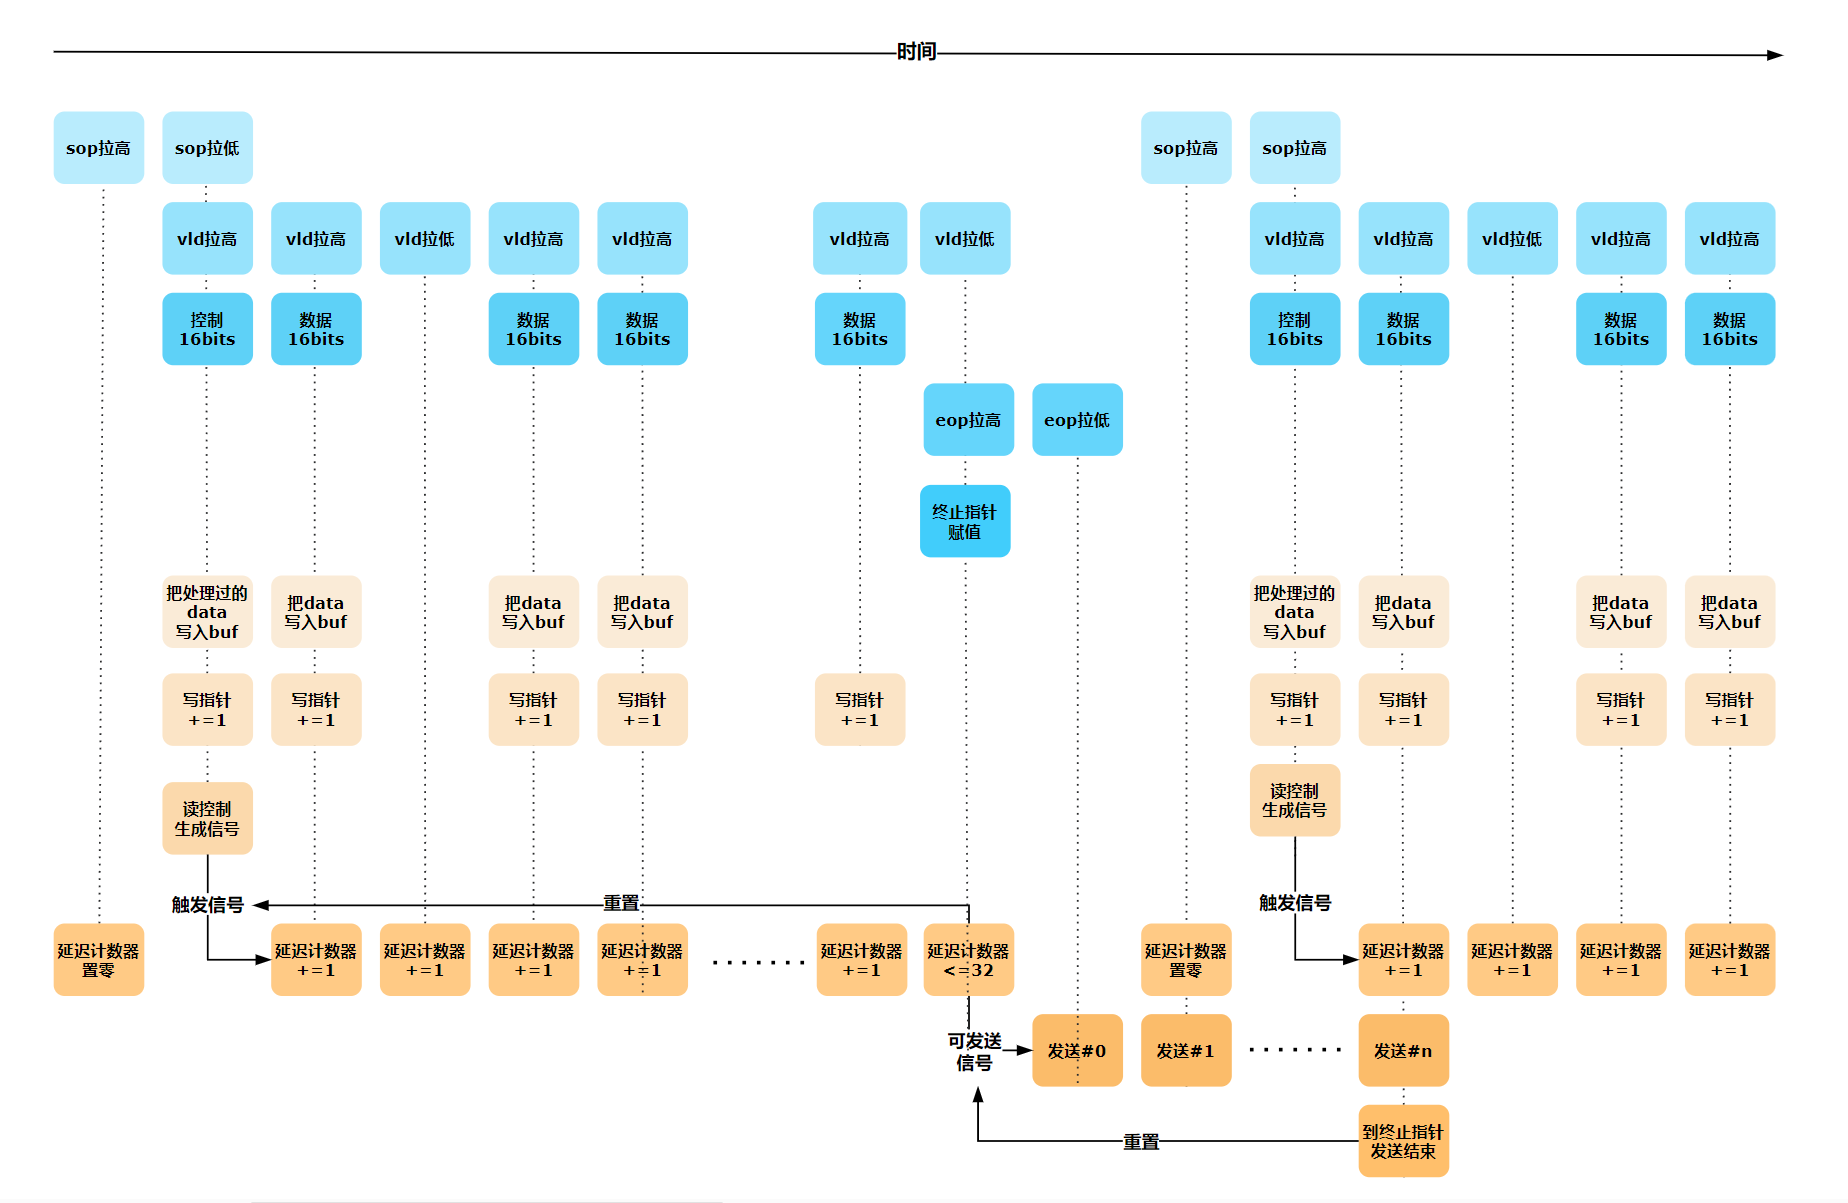 时间
sop拉高
sop拉低
sop拉高
sop拉高
vld拉高
vld拉高
vld拉低
vld拉高
vld拉高
vld拉高
vld拉低
vld拉高
vld拉高
vld拉低
vld拉高
vld拉高
控制
16bits
数据
16bits
数据
16bits
数据
16bits
数据
16bits
控制
16bits
数据
16bits
数据
16bits
数据
16bits
eop拉高
eop拉低
终止指针
赋值
把处理过的
data
写入buf
把data
写入buf
把data
写入buf
把data
写入buf
把处理过的
data
写入buf
把data
写入buf
把data
写入buf
把data
写入buf
写指针
+=1
写指针
+=1
写指针
+=1
写指针
+=1
写指针
+=1
写指针
+=1
写指针
+=1
写指针
+=1
写指针
+=1
读控制
生成信号
读控制
生成信号
触发信号
重置
触发信号
延迟计数器
置零
延迟计数器
+=1
延迟计数器
+=1
延迟计数器
+=1
延迟计数器
+=1
延迟计数器
+=1
延迟计数器
<=32
延迟计数器
置零
延迟计数器
+=1
延迟计数器
+=1
延迟计数器
+=1
延迟计数器
+=1
可发送
信号
发送#0
发送#1
发送#n
重置
到终止指针
发送结束